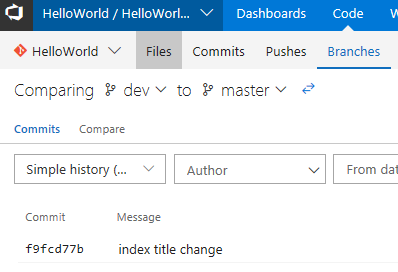 HelloWorld / HelloWorl... Dashboards Code
HelloWorld Files Commits Pushes Branches
Comparing dev to master
Commits Compare
Simple history (... Author From dat
Commit Message
f9fcd77b index title change